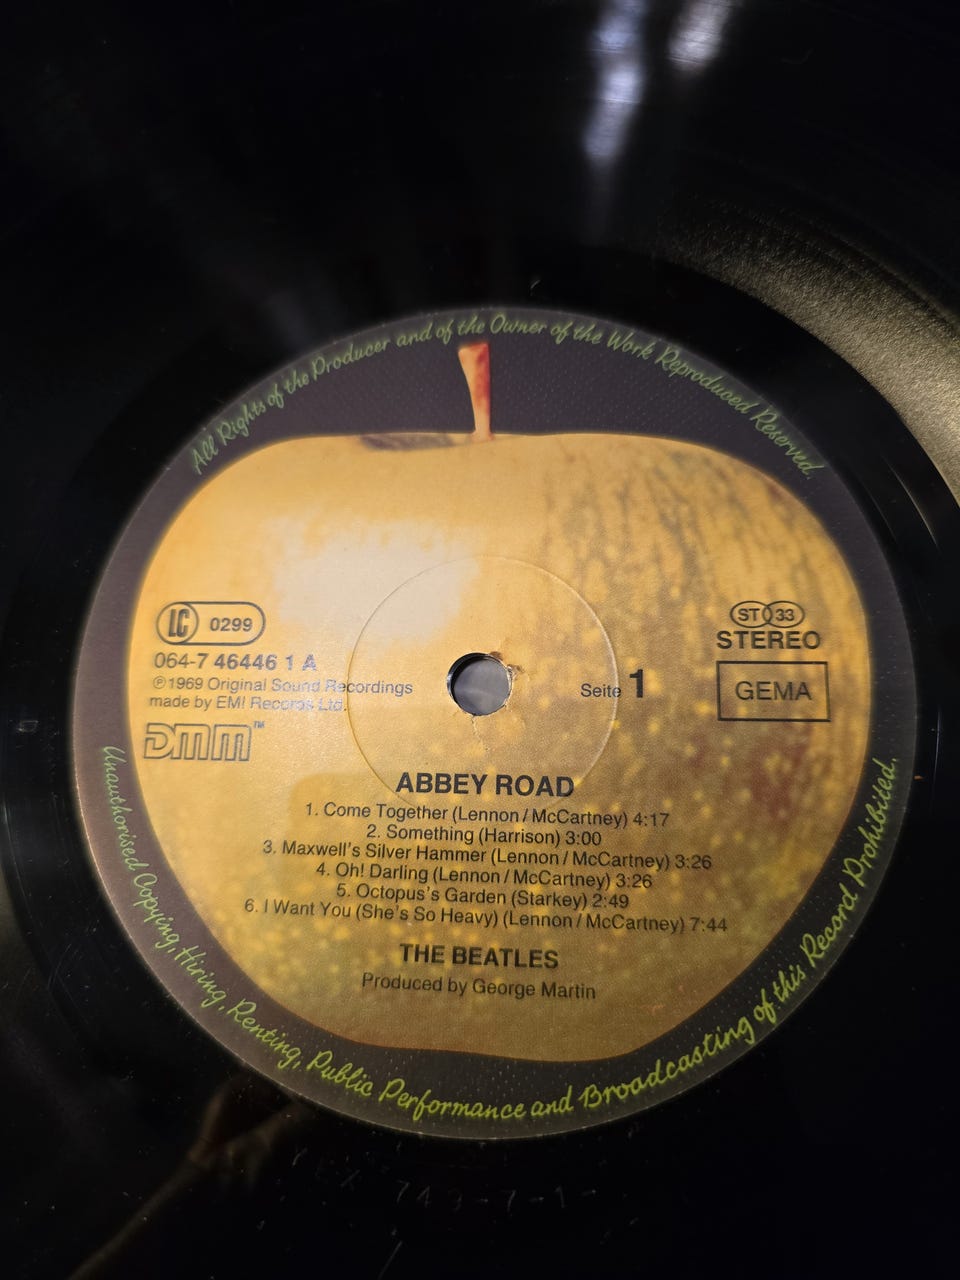 All Rights of the Producer and of the Owner of the Work Reproduced Reserved.
LC 0299
064-7 46446 1 A
℗1969 Original Sound Recordings
made by EMI Records Ltd.
DMM™
ST 33
STEREO
GEMA
Seite 1
ABBEY ROAD
1. Come Together (Lennon / McCartney) 4:17
2. Something (Harrison) 3:00
3. Maxwell's Silver Hammer (Lennon / McCartney) 3:26
4. Oh! Darling (Lennon / McCartney) 3:26
5. Octopus's Garden (Starkey) 2:49
6. I Want You (She's So Heavy) (Lennon / McCartney) 7:44
THE BEATLES
Produced by George Martin
Unauthorised Copying, Hiring, Renting, Public Performance and Broadcasting of this Record Prohibited.
749-7-1-